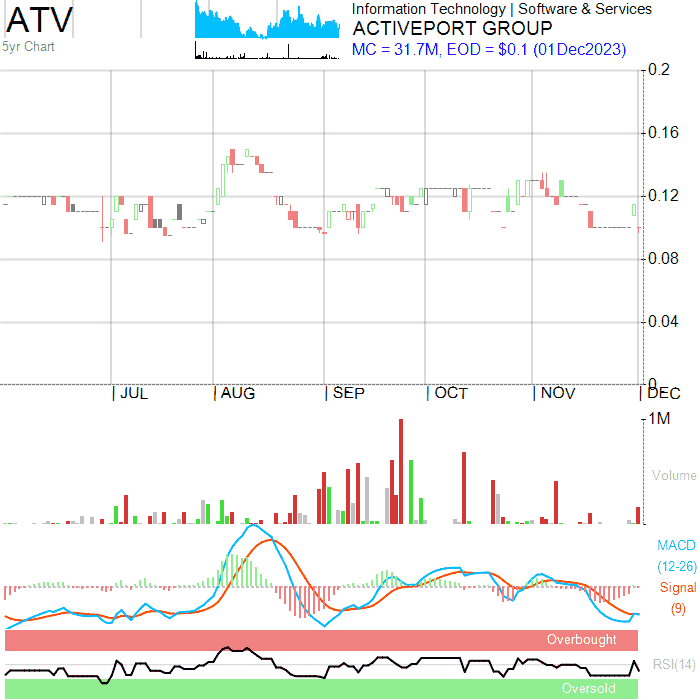 ATV
5yr Chart
Information Technology | Software & Services
ACTIVEPORT GROUP
MC = 31.7M, EOD = $0.1 (01Dec2023)
0.2
0.16
0.12
0.08
0.04
0
| JUL | AUG | SEP | OCT | NOV | DEC
1M
Volume
MACD
(12-26)
Signal
(9)
Overbought
RSI(14)
Oversold